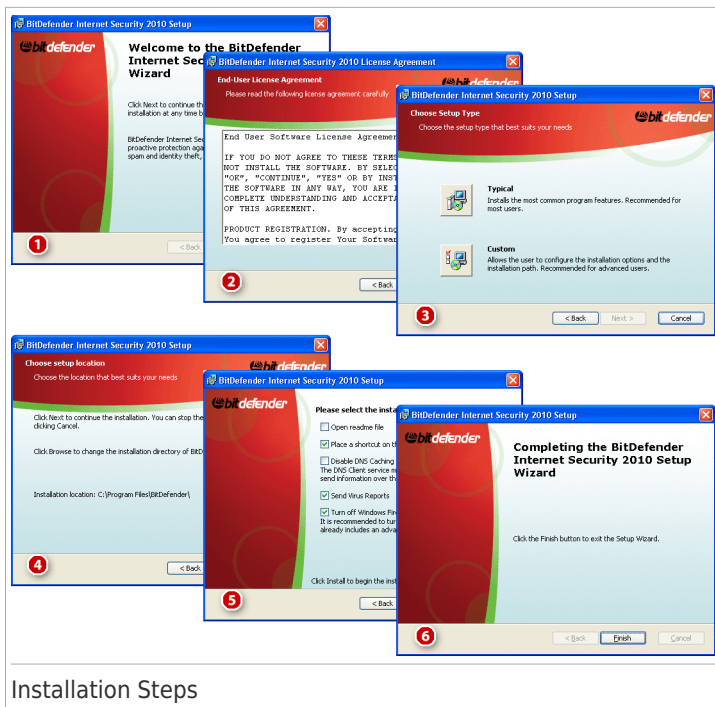 BitDefender Internet Security 2010 Setup
bitdefender
Welcome to the BitDefender
Internet Sec
Wizard
Click Next to continue th
installation at any time b
BitDefender Internet Sec
proactive protection aga
spam and identity theft,
1
< Back
BitDefender Internet Security 2010 License Agreement
End-User License Agreement
Please read the following license agreement carefully
bitdefender
End User Software License Agreemen
IF YOU DO NOT AGREE TO THESE TERMS
NOT INSTALL THE SOFTWARE. BY SELEC
"OK", "CONTINUE", "YES" OR BY INST
THE SOFTWARE IN ANY WAY, YOU ARE I
COMPLETE UNDERSTANDING AND ACCEPTA
OF THIS AGREEMENT.
PRODUCT REGISTRATION. By accepting
You agree to register Your Softwar
2
< Back
BitDefender Internet Security 2010 Setup
Choose Setup Type
Choose the setup type that best suits your needs
bitdefender
Typical
Installs the most common program features. Recommended for
most users.
Custom
Allows the user to configure the installation options and the
installation path. Recommended for advanced users.
3
< Back Next > Cancel
BitDefender Internet Security 2010 Setup
Choose setup location
Choose the location that best suits your needs
bitdefender
Click Next to continue the installation. You can stop the
clicking Cancel.
Click Browse to change the installation directory of BitD
Installation location: C:\Program Files\BitDefender\
4
< Back
BitDefender Internet Security 2010 Setup
bitdefender
Please select the insta
Open readme file
Place a shortcut on th
Disable DNS Caching
The DNS Client service m
send information over th
Send Virus Reports
Turn off Windows Fire
It is recommended to tur
already includes an adva
Click Install to begin the inst
5
< Back
BitDefender Internet Security 2010 Setup
bitdefender
Completing the BitDefender
Internet Security 2010 Setup
Wizard
Click the Finish button to exit the Setup Wizard.
6
< Back Finish Cancel
Installation Steps